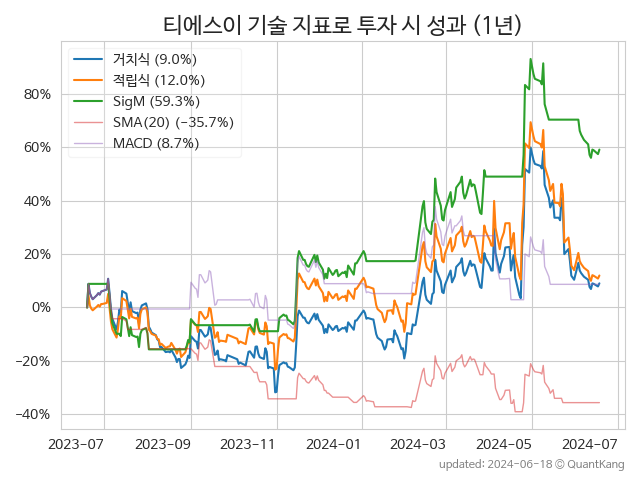 티에스이 기술 지표로 투자 시 성과 (1년)
거치식 (9.0%)
적립식 (12.0%)
SigM (59.3%)
SMA(20) (−35.7%)
MACD (8.7%)
80%
60%
40%
20%
0%
−20%
−40%
2023-07 2023-09 2023-11 2024-01 2024-03 2024-05 2024-07
updated: 2024-06-18 © QuantKang